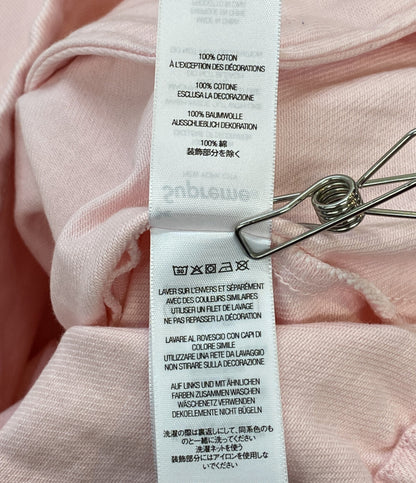 100% COTON
À L'EXCEPTION DES DÉCORATIONS
100% COTONE
ESCLUSA LA DECORAZIONE
100% BAUMWOLLE
AUSSCHLIEßLICH DEKORATION
100% 綿
装飾部分を除く
NEW YORK CITY
Supreme
LAVER SUR L'ENVERS ET SÉPARÉMENT
AVEC DES COULEURS SIMILAIRES
UTILISER UN FILET DE LAVAGE
NE PAS REPASSER LA DÉCORATION
LAVARE AL ROVESCIO CON CAPI DI
COLORE SIMILE
UTILIZZARE UNA RETE DA LAVAGGIO
NON STIRARE SULLA DECORAZIONE
AUF LINKS UND MIT ÄHNLICHEN
FARBEN ZUSAMMEN WASCHEN
WÄSCHENETZ VERWENDEN
DEKOELEMENTE NICHT BÜGELN
洗濯の際は裏返しにして、同系色のも
のと一緒に洗ってください
洗濯ネットを使う
装飾部分にはアイロンを使用しな
いでください